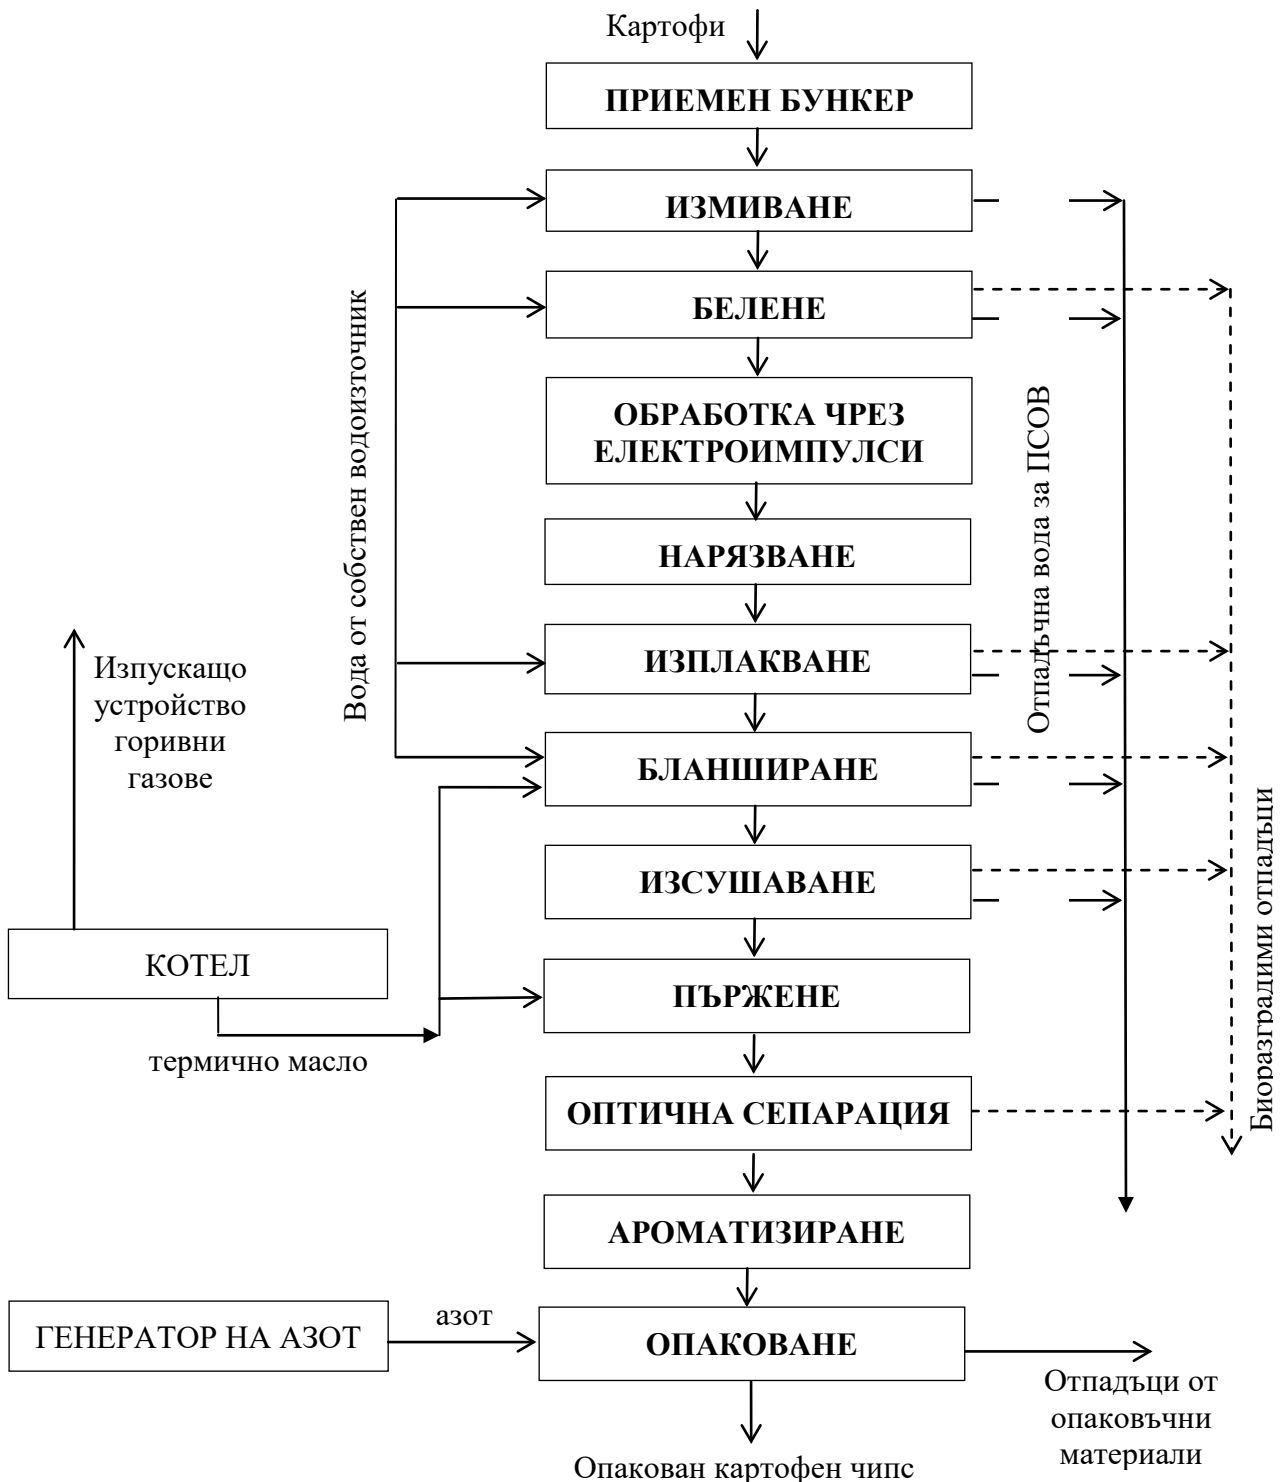 Картофи
ПРИЕМЕН БУНКЕР
ИЗМИВАНЕ
БЕЛЕНЕ
Вода от собствен водоизточник
ОБРАБОТКА ЧРЕЗ
ЕЛЕКТРОИМПУЛСИ
Отпадъчна вода за ПСОВ
НАРЯЗВАНЕ
ИЗПЛАКВАНЕ
Изпускащо
устройство
горивни
газове
БЛАНШИРАНЕ
ИЗСУШАВАНЕ
Биоразградими отпадъци
КОТЕЛ
ПЪРЖЕНЕ
термично масло
ОПТИЧНА СЕПАРАЦИЯ
АРОМАТИЗИРАНЕ
ГЕНЕРАТОР НА АЗОТ
азот
ОПАКОВАНЕ
Отпадъци от
опаковъчни
материали
Опакован картофен чипс